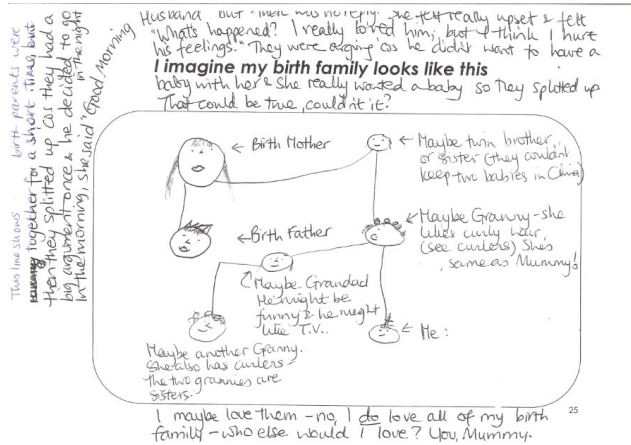 This line shows birth parents were
together for a short time, but
then they splitted up cos they had a
big argument once & he decided to go
in the night
In the morning, she said "Good Morning
Husband" but there was no reply. She felt really upset & felt
"What's happened? I really loved him, but I think I hurt
his feelings." They were arging cos he didn't want to have a
I imagine my birth family looks like this
baby with her & she really wanted a baby so they splitted up
That could be true, couldn't it?
Birth Mother
Maybe twin brother
or sister (they couldn't
keep two babies in China)
Birth Father
Maybe Granny - she
likes curly hair,
(see curlers) She's
same as Mummy!
Maybe Grandad
He might be
funny & he might
like T.V..
Me!
Maybe another Granny.
She also has curlers
the two grannies are
sisters.
25
I maybe love them - no, I do love all of my birth
family - who else would I love? You, Mummy.